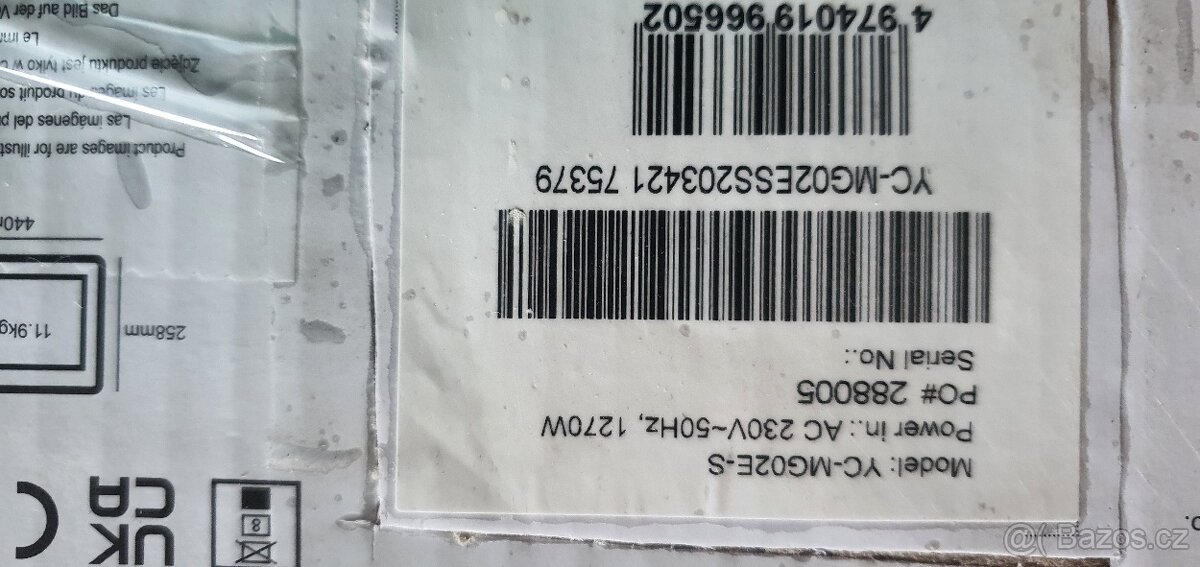 Model: YC-MG02E-S
Power in.: AC 230V~50Hz, 1270W
PO# 288005
Serial No.:
YC-MG02ESS203421 75379
4 974019 966502
UK
CA
8
258mm
11.9kg
440
Product images are for illust
Las imágenes del p
Les images du produit so
Zdjęcie produktu jest tylko w c
Le im
Das Bild auf der V
Bazos.cz